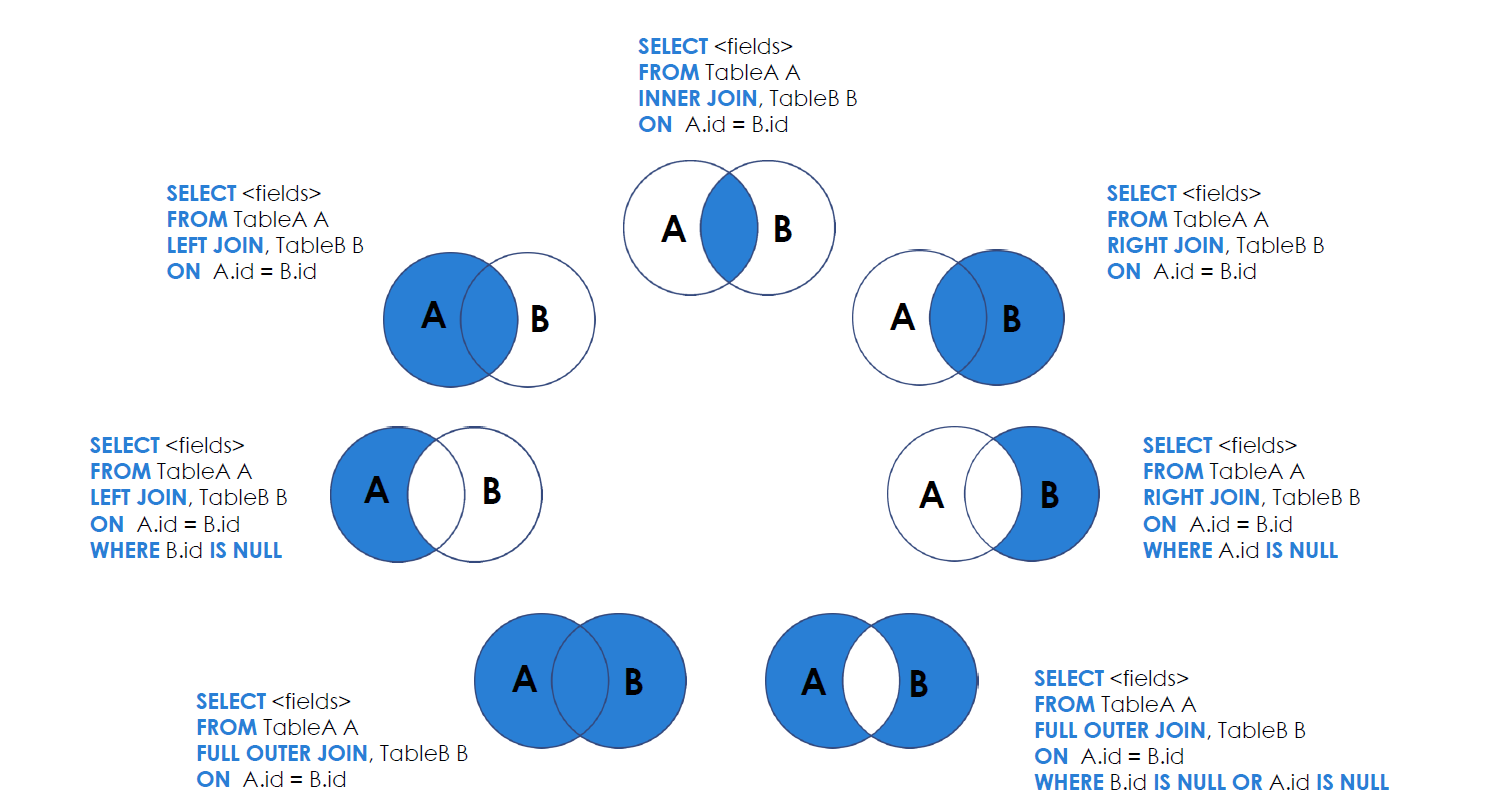 SELECT <fields>
FROM TableA A
INNER JOIN, TableB B
ON A.id = B.id
A B
SELECT <fields>
FROM TableA A
LEFT JOIN, TableB B
ON A.id = B.id
A B
SELECT <fields>
FROM TableA A
RIGHT JOIN, TableB B
ON A.id = B.id
A B
SELECT <fields>
FROM TableA A
LEFT JOIN, TableB B
ON A.id = B.id
WHERE B.id IS NULL
A B
SELECT <fields>
FROM TableA A
RIGHT JOIN, TableB B
ON A.id = B.id
WHERE A.id IS NULL
A B
SELECT <fields>
FROM TableA A
FULL OUTER JOIN, TableB B
ON A.id = B.id
A B
SELECT <fields>
FROM TableA A
FULL OUTER JOIN, TableB B
ON A.id = B.id
WHERE B.id IS NULL OR A.id IS NULL
A B